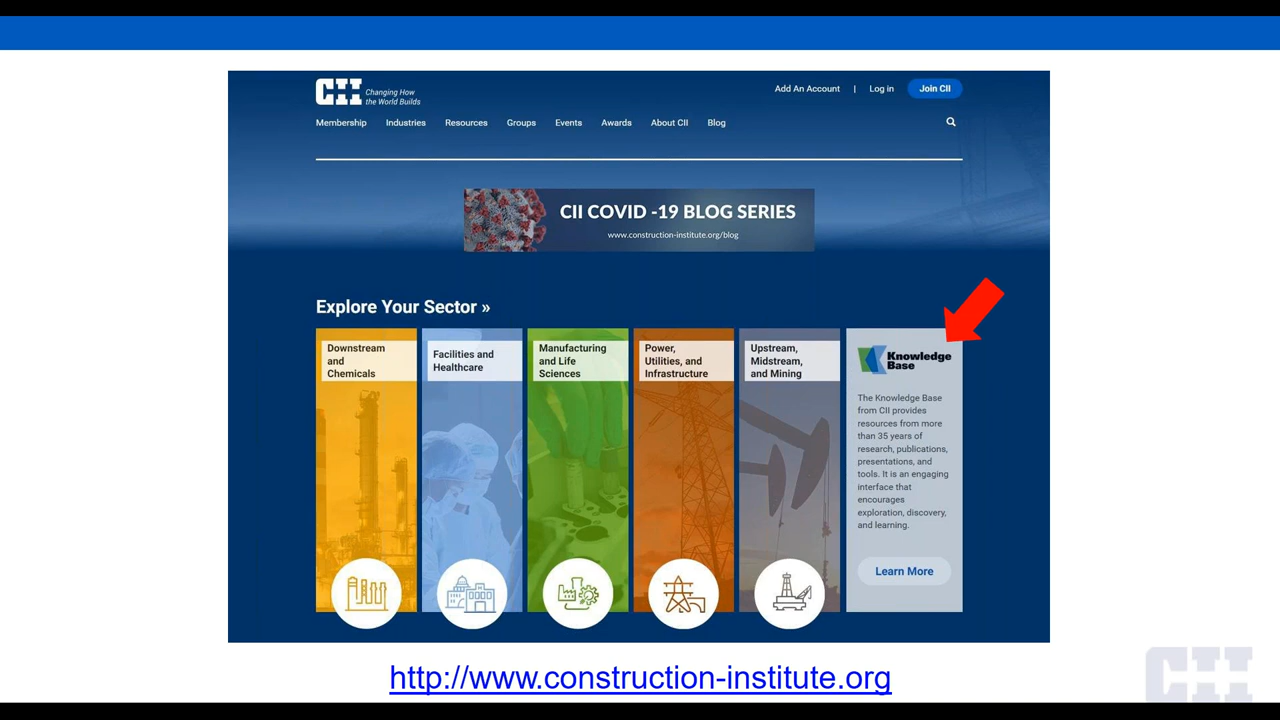 CII Changing How
the World Builds
Add An Account | Log in Join CII
Membership Industries Resources Groups Events Awards About CII Blog
CII COVID -19 BLOG SERIES
www.construction-institute.org/blog
Explore Your Sector »
Downstream
and
Chemicals
Facilities and
Healthcare
Manufacturing
and Life
Sciences
Power,
Utilities, and
Infrastructure
Upstream,
Midstream,
and Mining
Knowledge
Base
The Knowledge Base
from CII provides
resources from more
than 35 years of
research, publications,
presentations, and
tools. It is an engaging
interface that
encourages
exploration, discovery,
and learning.
Learn More
http://www.construction-institute.org
CII